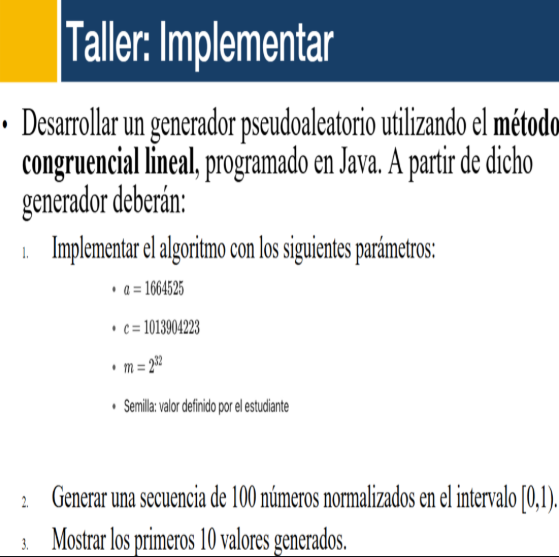 Taller: Implementar
• Desarrollar un generador pseudoaleatorio utilizando el método
congruencial lineal, programado en Java. A partir de dicho
generador deberán:
1. Implementar el algoritmo con los siguientes parámetros:
• a = 1664525
• c = 1013904223
• m = 2³²
• Semilla: valor definido por el estudiante
2. Generar una secuencia de 100 números normalizados en el intervalo [0,1).
3. Mostrar los primeros 10 valores generados.